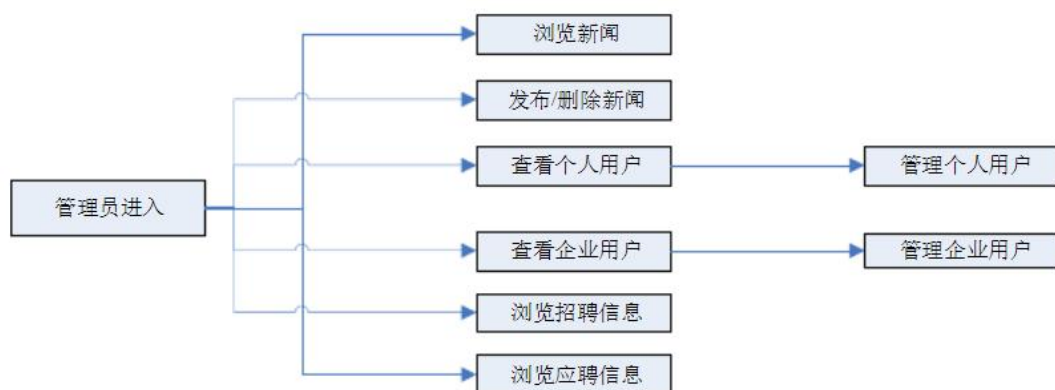 浏览新闻
发布/删除新闻
查看个人用户
管理个人用户
管理员进入
查看企业用户
管理企业用户
浏览招聘信息
浏览应聘信息